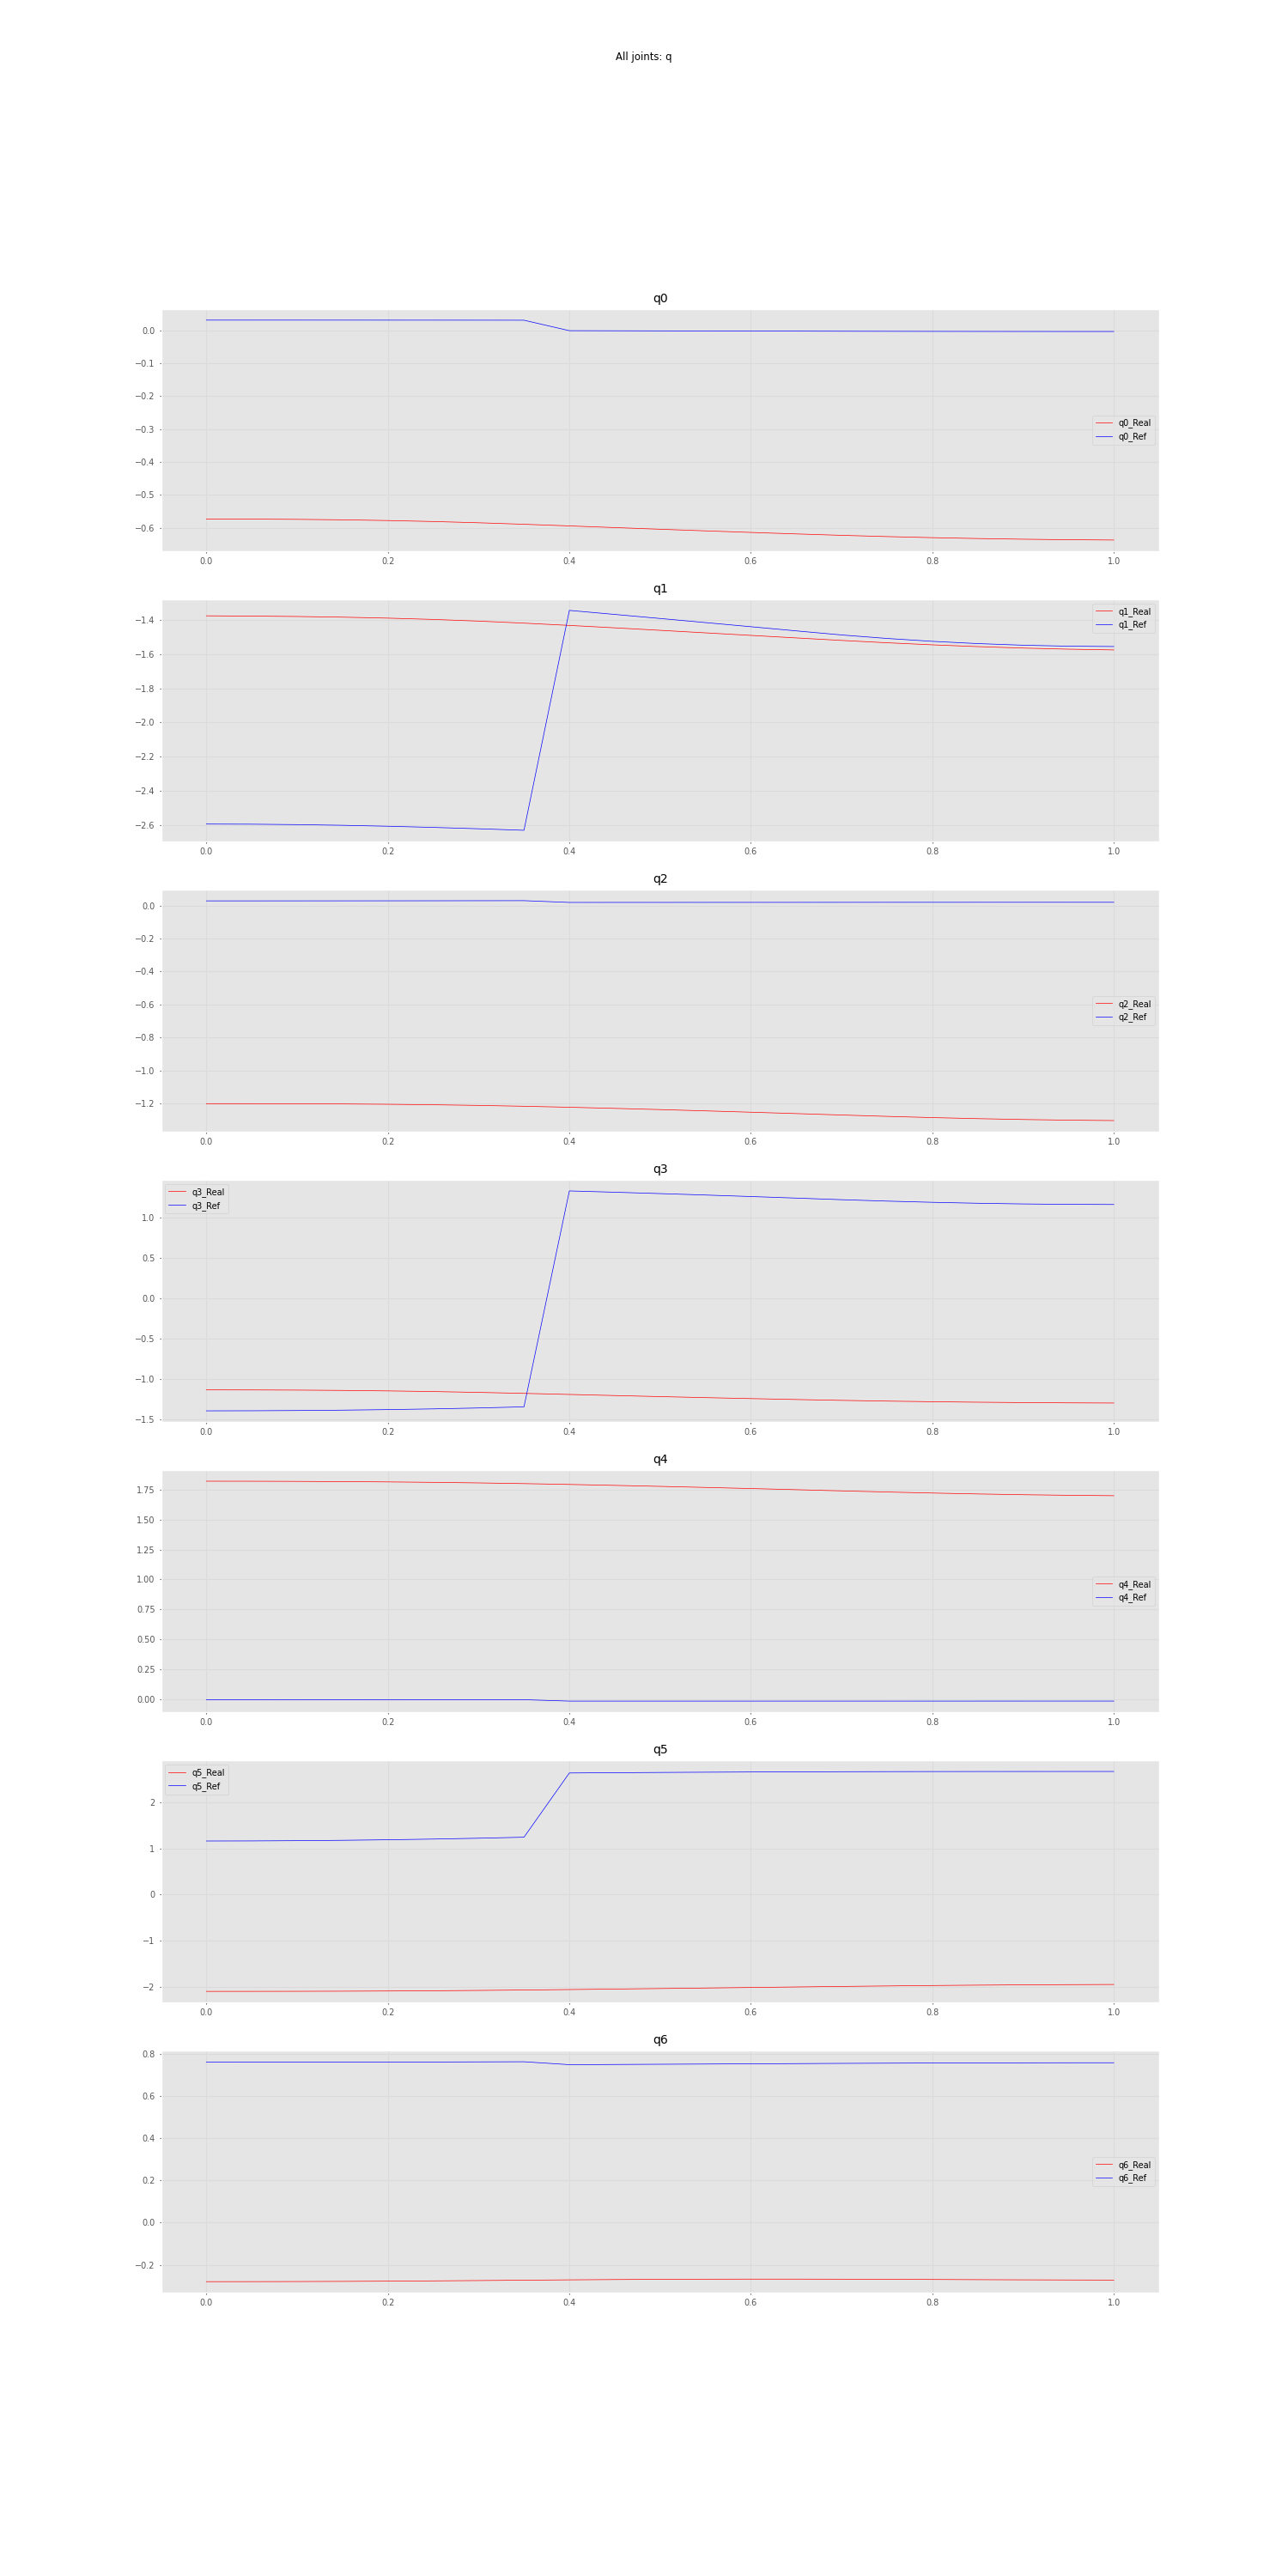 All joints: q
q0
0.0
−0.1
−0.2
−0.3
−0.4
−0.5
−0.6
q0_Real
q0_Ref
0.0 0.2 0.4 0.6 0.8 1.0
q1
−1.4
−1.6
−1.8
−2.0
−2.2
−2.4
−2.6
q1_Real
q1_Ref
0.0 0.2 0.4 0.6 0.8 1.0
q2
0.0
−0.2
−0.4
−0.6
−0.8
−1.0
−1.2
q2_Real
q2_Ref
0.0 0.2 0.4 0.6 0.8 1.0
q3
q3_Real
q3_Ref
1.0
0.5
0.0
−0.5
−1.0
−1.5
0.0 0.2 0.4 0.6 0.8 1.0
q4
1.75
1.50
1.25
1.00
0.75
0.50
0.25
0.00
q4_Real
q4_Ref
0.0 0.2 0.4 0.6 0.8 1.0
q5
q5_Real
q5_Ref
2
1
0
−1
−2
0.0 0.2 0.4 0.6 0.8 1.0
q6
0.8
0.6
0.4
0.2
0.0
−0.2
q6_Real
q6_Ref
0.0 0.2 0.4 0.6 0.8 1.0